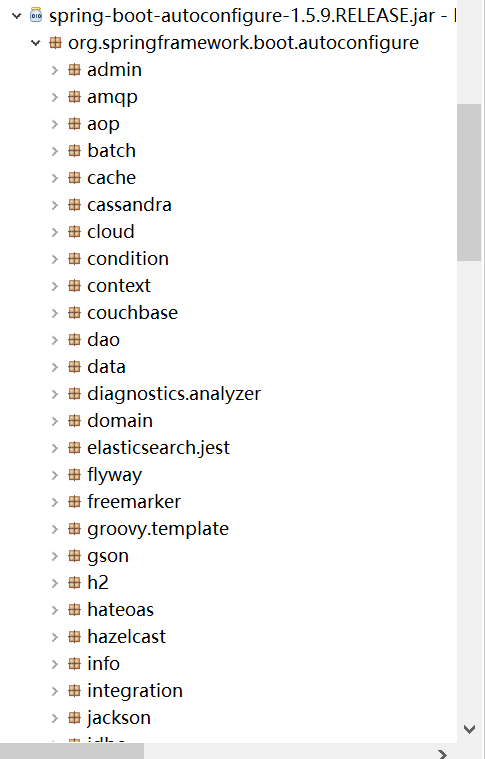 spring-boot-autoconfigure-1.5.9.RELEASE.jar -
org.springframework.boot.autoconfigure
admin
amqp
aop
batch
cache
cassandra
cloud
condition
context
couchbase
dao
data
diagnostics.analyzer
domain
elasticsearch.jest
flyway
freemarker
groovy.template
gson
h2
hateoas
hazelcast
info
integration
jackson